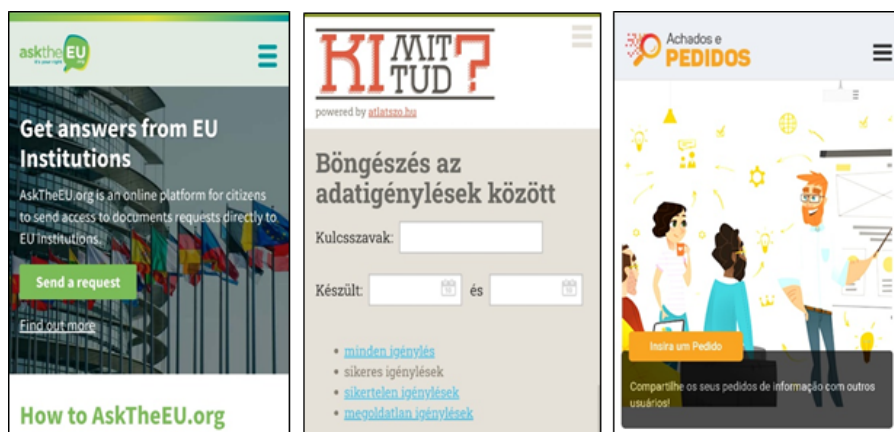 askthe EU
it's your right
Get answers from EU
Institutions
AskTheEU.org is an online platform for citizens
to send access to documents requests directly to
EU Institutions.
Send a request
Find out more
How to AskTheEU.org
KI MIT TUD ?
powered by atlatszo.hu
Böngészés az
adatigénylések között
Kulcsszavak:
Készült:
és
minden igénylés
sikeres igénylések
sikertelen igénylések
megoldatlan igénylések
Achados e
PEDIDOS
Insira um Pedido
Compartilhe os seus pedidos de informação com outros
usuários!